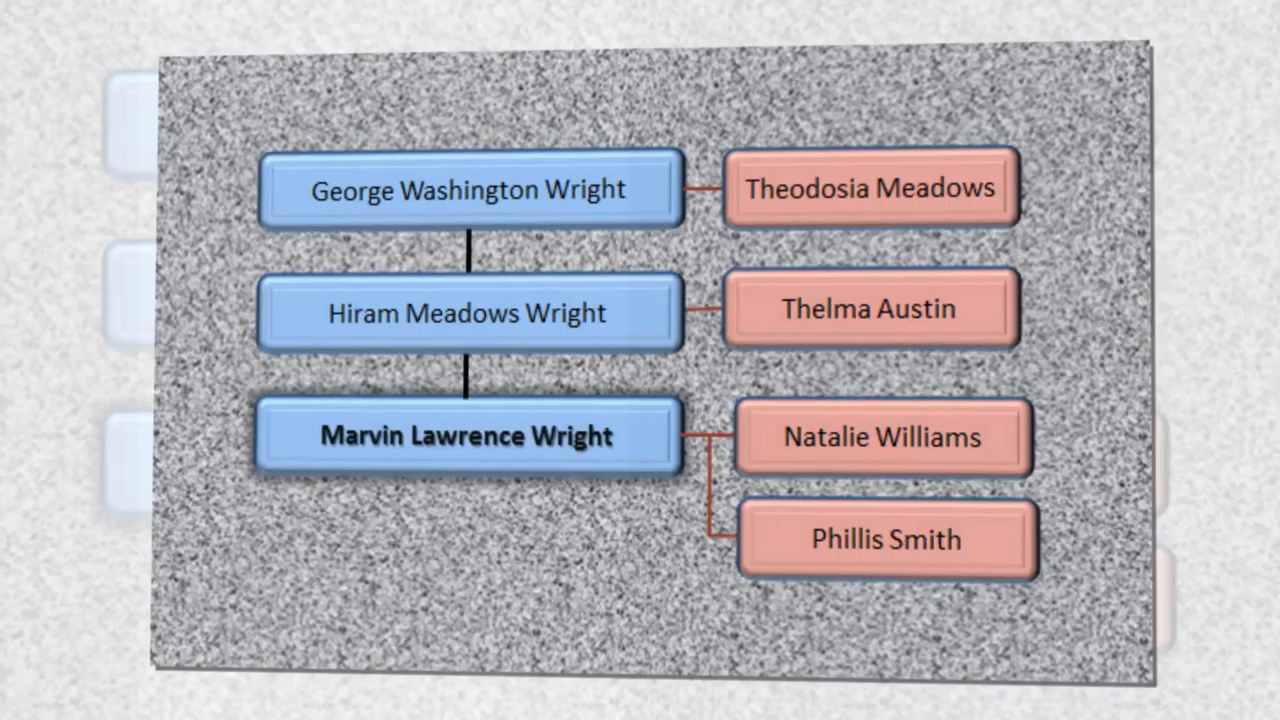 George Washington Wright
Theodosia Meadows
Hiram Meadows Wright
Thelma Austin
Marvin Lawrence Wright
Natalie Williams
Phillis Smith